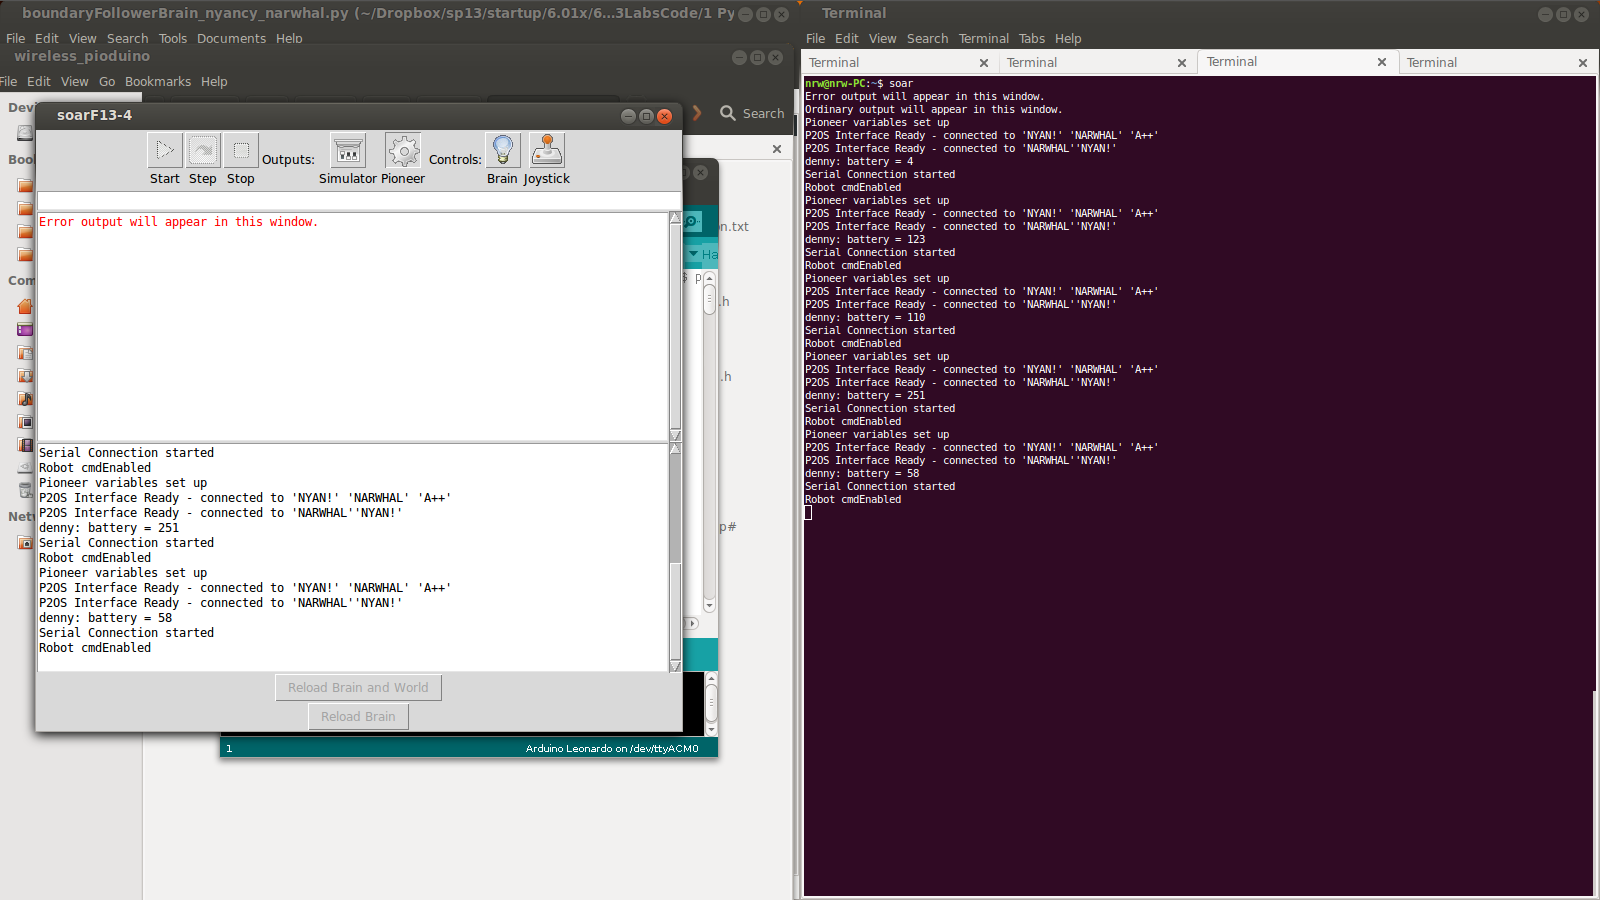 boundaryFollowerBrain_nyancy_narwhal.py (~/Dropbox/sp13/startup/6.01x/6…3LabsCode/1 Py
File Edit View Search Tools Documents Help
wireless_pioduino
File Edit View Go Bookmarks Help
Search
soarF13-4
Start Step Stop Outputs: Simulator Pioneer Controls: Brain Joystick
Error output will appear in this window.
Serial Connection started
Robot cmdEnabled
Pioneer variables set up
P2OS Interface Ready - connected to 'NYAN!' 'NARWHAL' 'A++'
P2OS Interface Ready - connected to 'NARWHAL''NYAN!'
denny: battery = 251
Serial Connection started
Robot cmdEnabled
Pioneer variables set up
P2OS Interface Ready - connected to 'NYAN!' 'NARWHAL' 'A++'
P2OS Interface Ready - connected to 'NARWHAL''NYAN!'
denny: battery = 58
Serial Connection started
Robot cmdEnabled
Reload Brain and World
Reload Brain
n.txt
Ha
$ p
.h
.h
p#
1 Arduino Leonardo on /dev/ttyACM0
Terminal
File Edit View Search Terminal Tabs Help
Terminal Terminal Terminal Terminal
nrw@nrw-PC:~$ soar
Error output will appear in this window.
Ordinary output will appear in this window.
Pioneer variables set up
P2OS Interface Ready - connected to 'NYAN!' 'NARWHAL' 'A++'
P2OS Interface Ready - connected to 'NARWHAL''NYAN!'
denny: battery = 4
Serial Connection started
Robot cmdEnabled
Pioneer variables set up
P2OS Interface Ready - connected to 'NYAN!' 'NARWHAL' 'A++'
P2OS Interface Ready - connected to 'NARWHAL''NYAN!'
denny: battery = 123
Serial Connection started
Robot cmdEnabled
Pioneer variables set up
P2OS Interface Ready - connected to 'NYAN!' 'NARWHAL' 'A++'
P2OS Interface Ready - connected to 'NARWHAL''NYAN!'
denny: battery = 110
Serial Connection started
Robot cmdEnabled
Pioneer variables set up
P2OS Interface Ready - connected to 'NYAN!' 'NARWHAL' 'A++'
P2OS Interface Ready - connected to 'NARWHAL''NYAN!'
denny: battery = 251
Serial Connection started
Robot cmdEnabled
Pioneer variables set up
P2OS Interface Ready - connected to 'NYAN!' 'NARWHAL' 'A++'
P2OS Interface Ready - connected to 'NARWHAL''NYAN!'
denny: battery = 58
Serial Connection started
Robot cmdEnabled